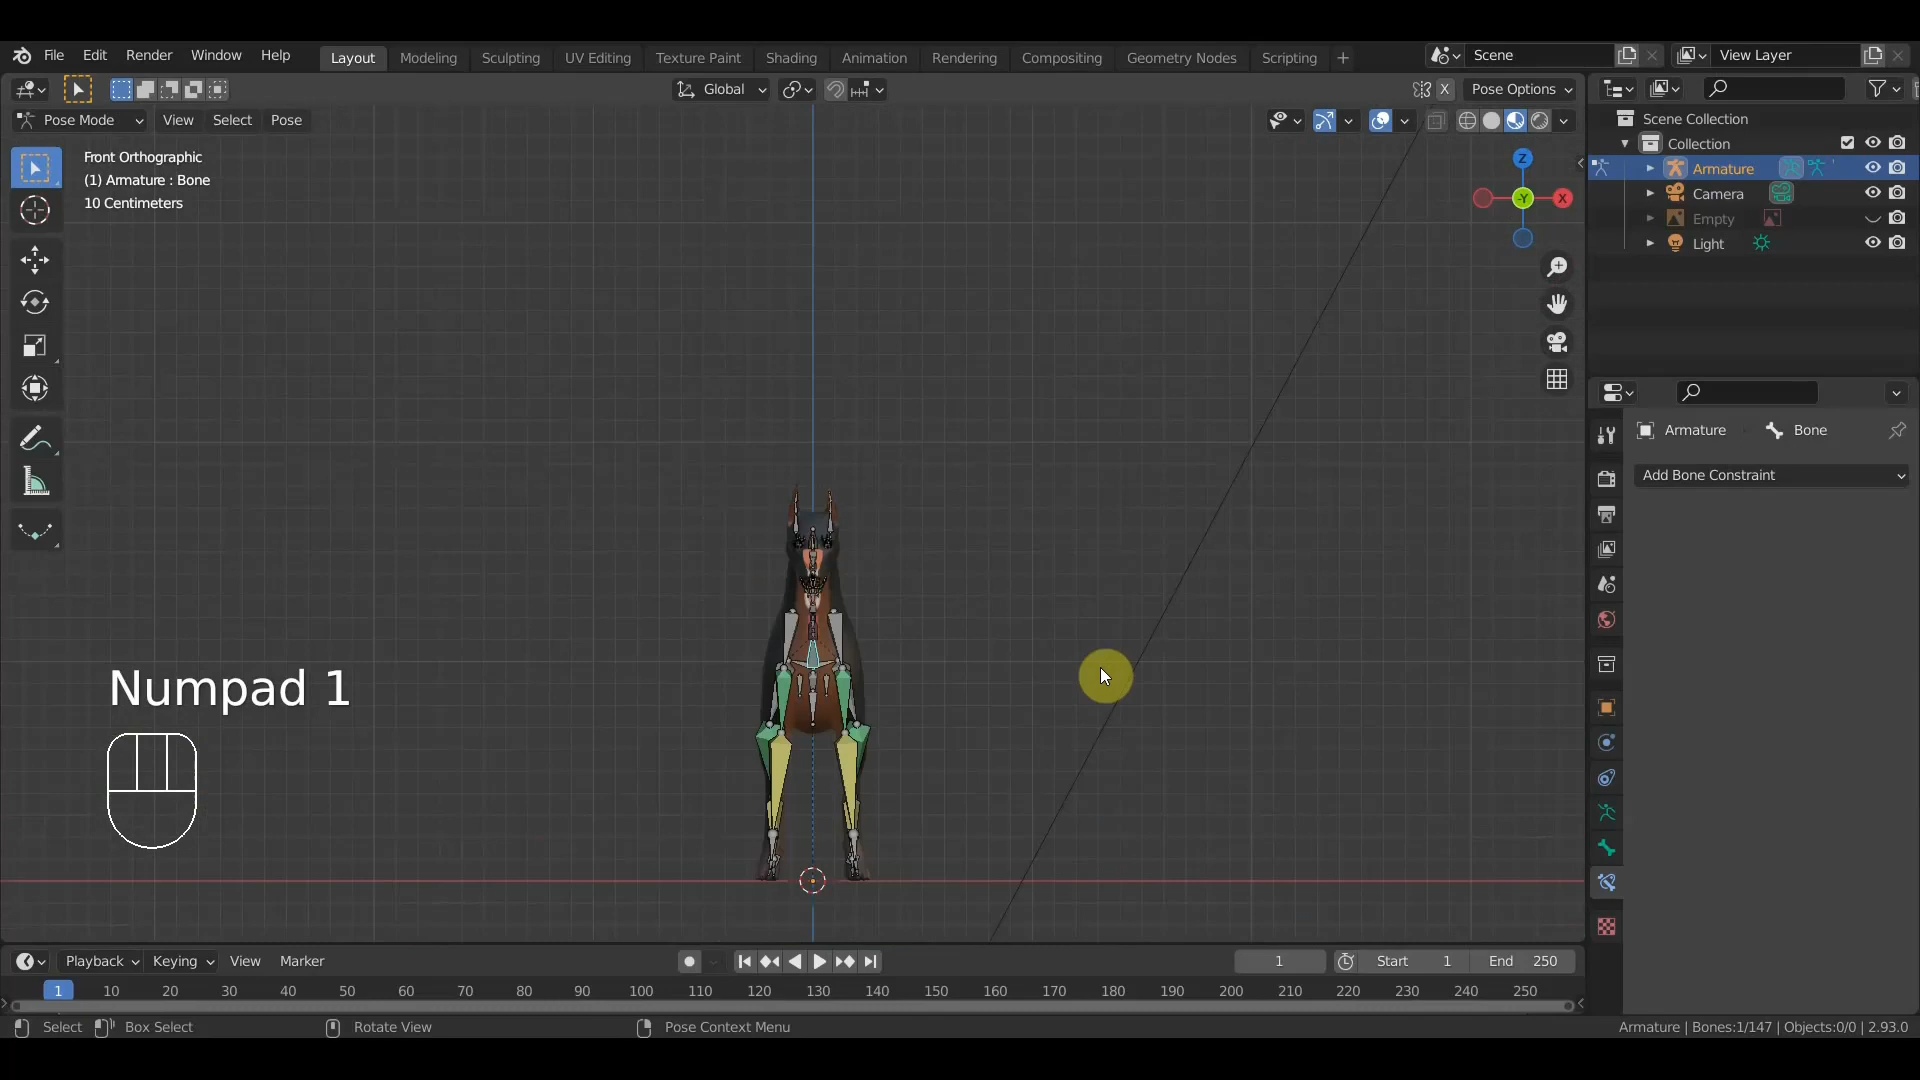 File Edit Render Window Help Layout Modeling Sculpting UV Editing Texture Paint Shading Animation Rendering Compositing Geometry Nodes Scripting + Scene View Layer
Global X Pose Options
Pose Mode View Select Pose
Front Orthographic
(1) Armature : Bone
10 Centimeters
Z
-Y
X
Scene Collection
Collection
Armature
Camera
Empty
Light
Armature Bone
Add Bone Constraint
Numpad 1
Playback Keying View Marker 1 Start 1 End 250
1 10 20 30 40 50 60 70 80 90 100 110 120 130 140 150 160 170 180 190 200 210 220 230 240 250
Select Box Select Rotate View Pose Context Menu Armature | Bones:1/147 | Objects:0/0 | 2.93.0